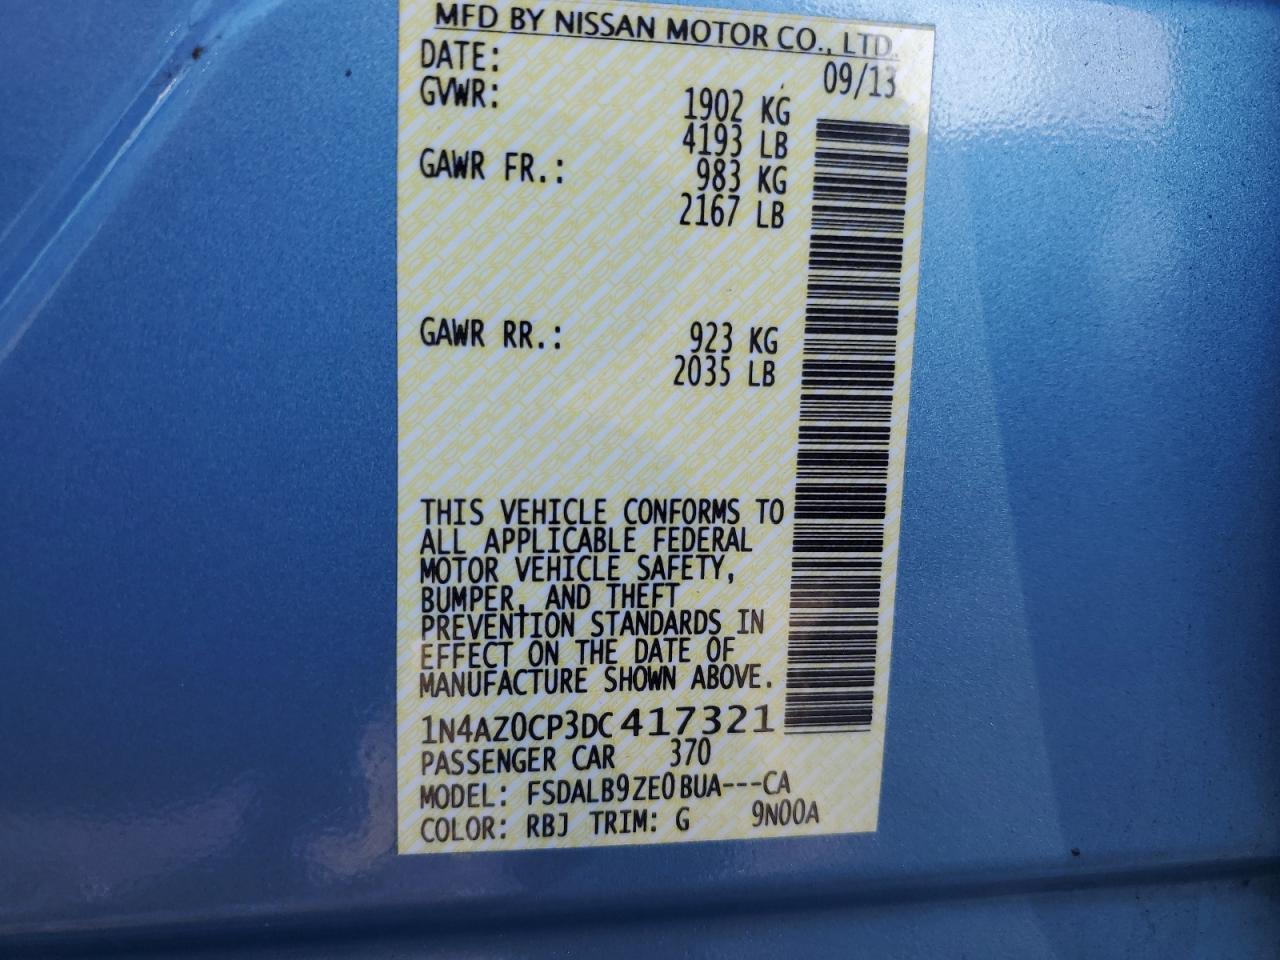 MFD BY NISSAN MOTOR CO., LTD.
DATE: 09/13
GVWR: 1902 KG
4193 LB
GAWR FR.: 983 KG
2167 LB
GAWR RR.: 923 KG
2035 LB
THIS VEHICLE CONFORMS TO
ALL APPLICABLE FEDERAL
MOTOR VEHICLE SAFETY,
BUMPER, AND THEFT
PREVENTION STANDARDS IN
EFFECT ON THE DATE OF
MANUFACTURE SHOWN ABOVE.
1N4AZ0CP3DC417321
PASSENGER CAR 370
MODEL: FSDALB9ZE0BUA---CA
COLOR: RBJ TRIM: G 9N00A